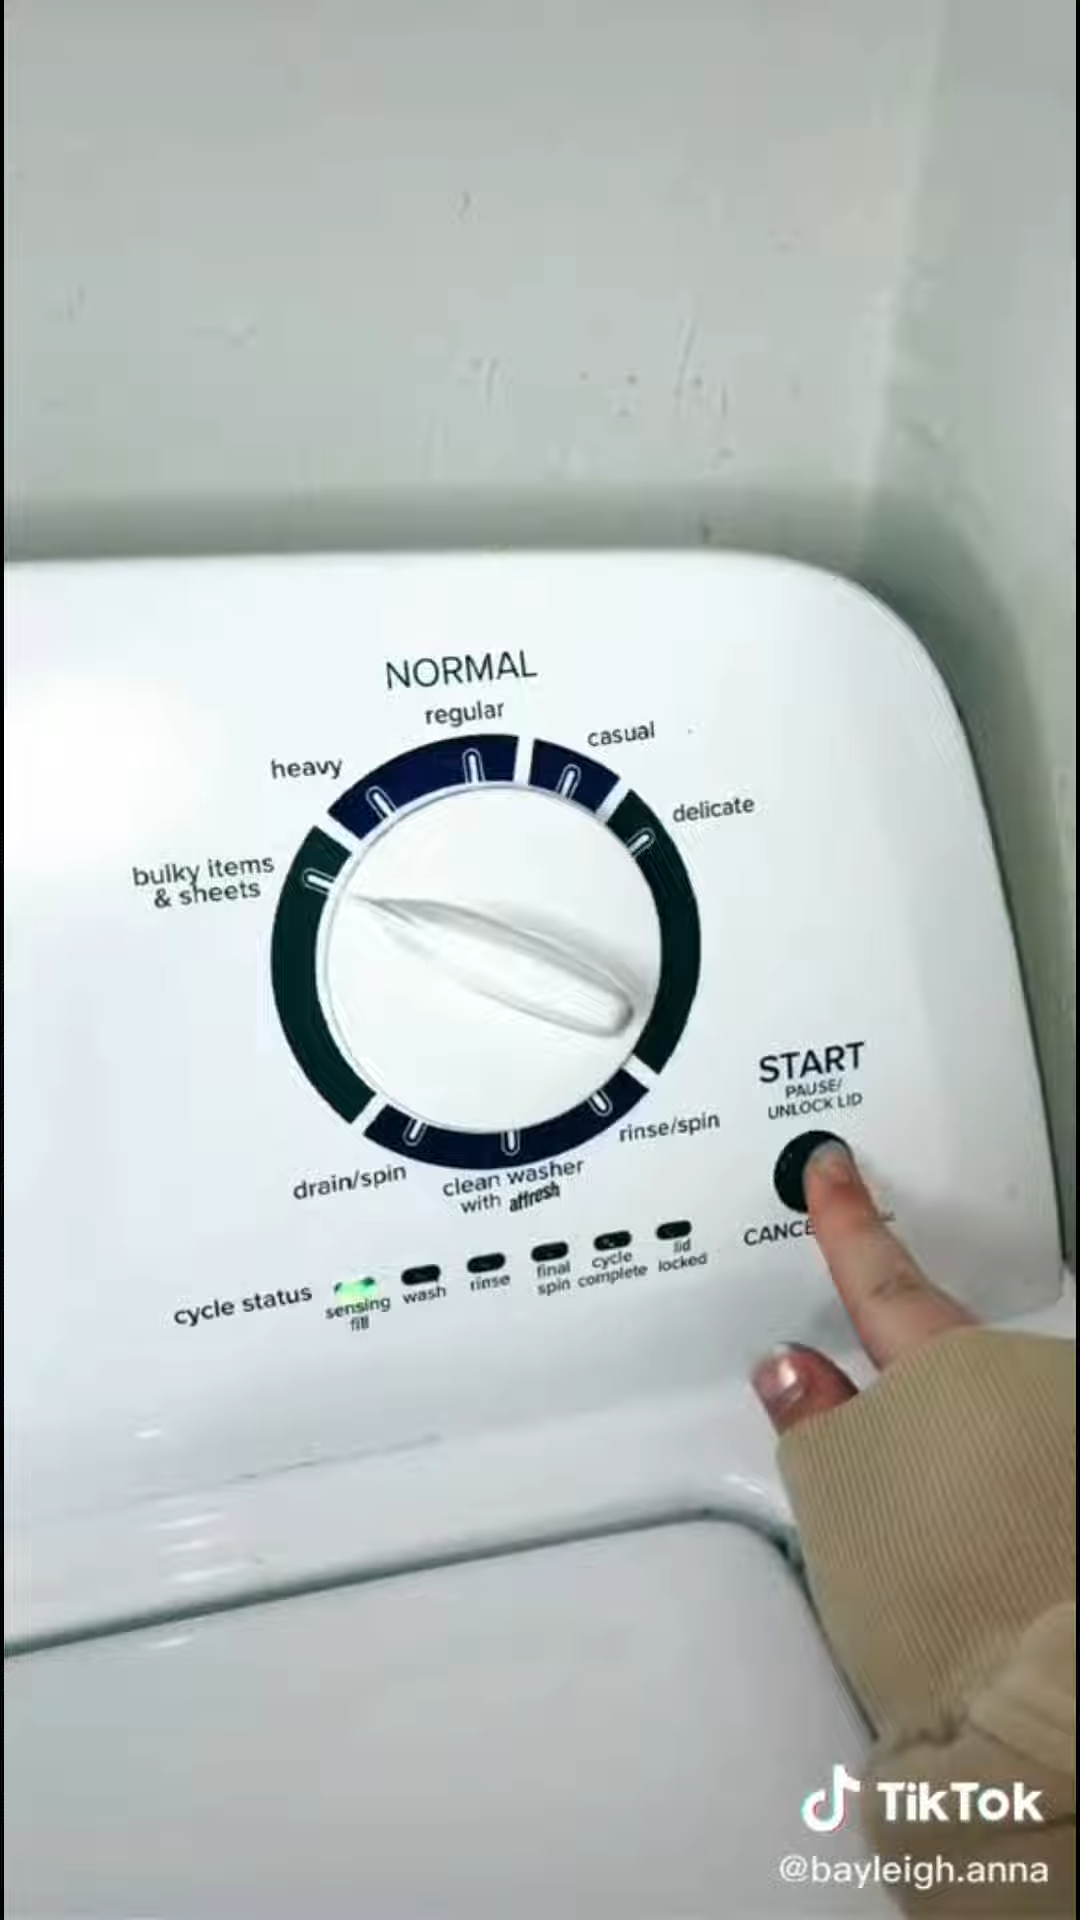 NORMAL
regular
casual
heavy
delicate
bulky items
& sheets
START
PAUSE/
UNLOCK LID
rinse/spin
drain/spin
clean washer
with affresh
CANCE
cycle status
sensing
fill
wash
rinse
final
spin
cycle
complete
lid
locked
TikTok
@bayleigh.anna